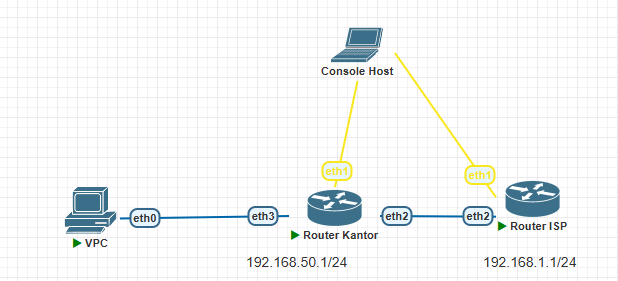 Console Host
eth1
eth1
eth0
eth3
eth2
eth2
VPC
Router Kantor
Router ISP
192.168.50.1/24
192.168.1.1/24